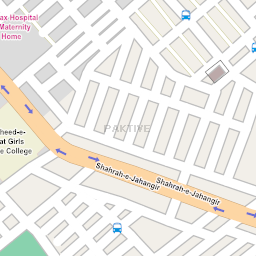 ax Hospital
Maternity
Home
PAKTIVE
heed-e-
at Girls
e College
Shahrah-e-Jahangir
Shahrah-e-Jahangir